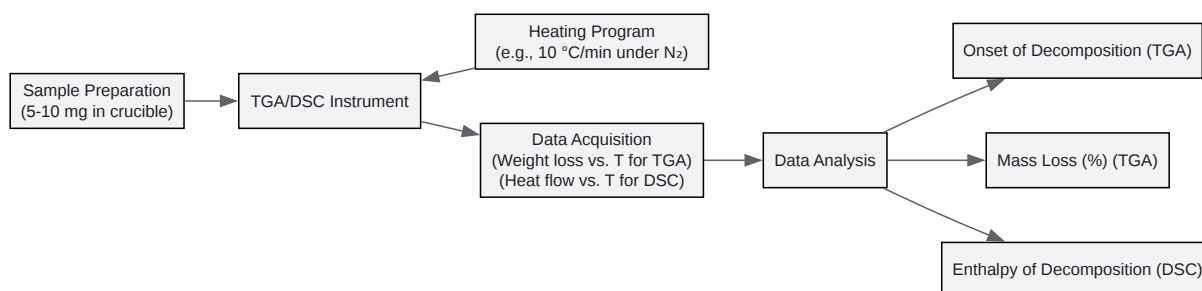 Heating Program
(e.g., 10 °C/min under N₂)
Sample Preparation
(5-10 mg in crucible)
TGA/DSC Instrument
Data Acquisition
(Weight loss vs. T for TGA)
(Heat flow vs. T for DSC)
Data Analysis
Onset of Decomposition (TGA)
Mass Loss (%) (TGA)
Enthalpy of Decomposition (DSC)